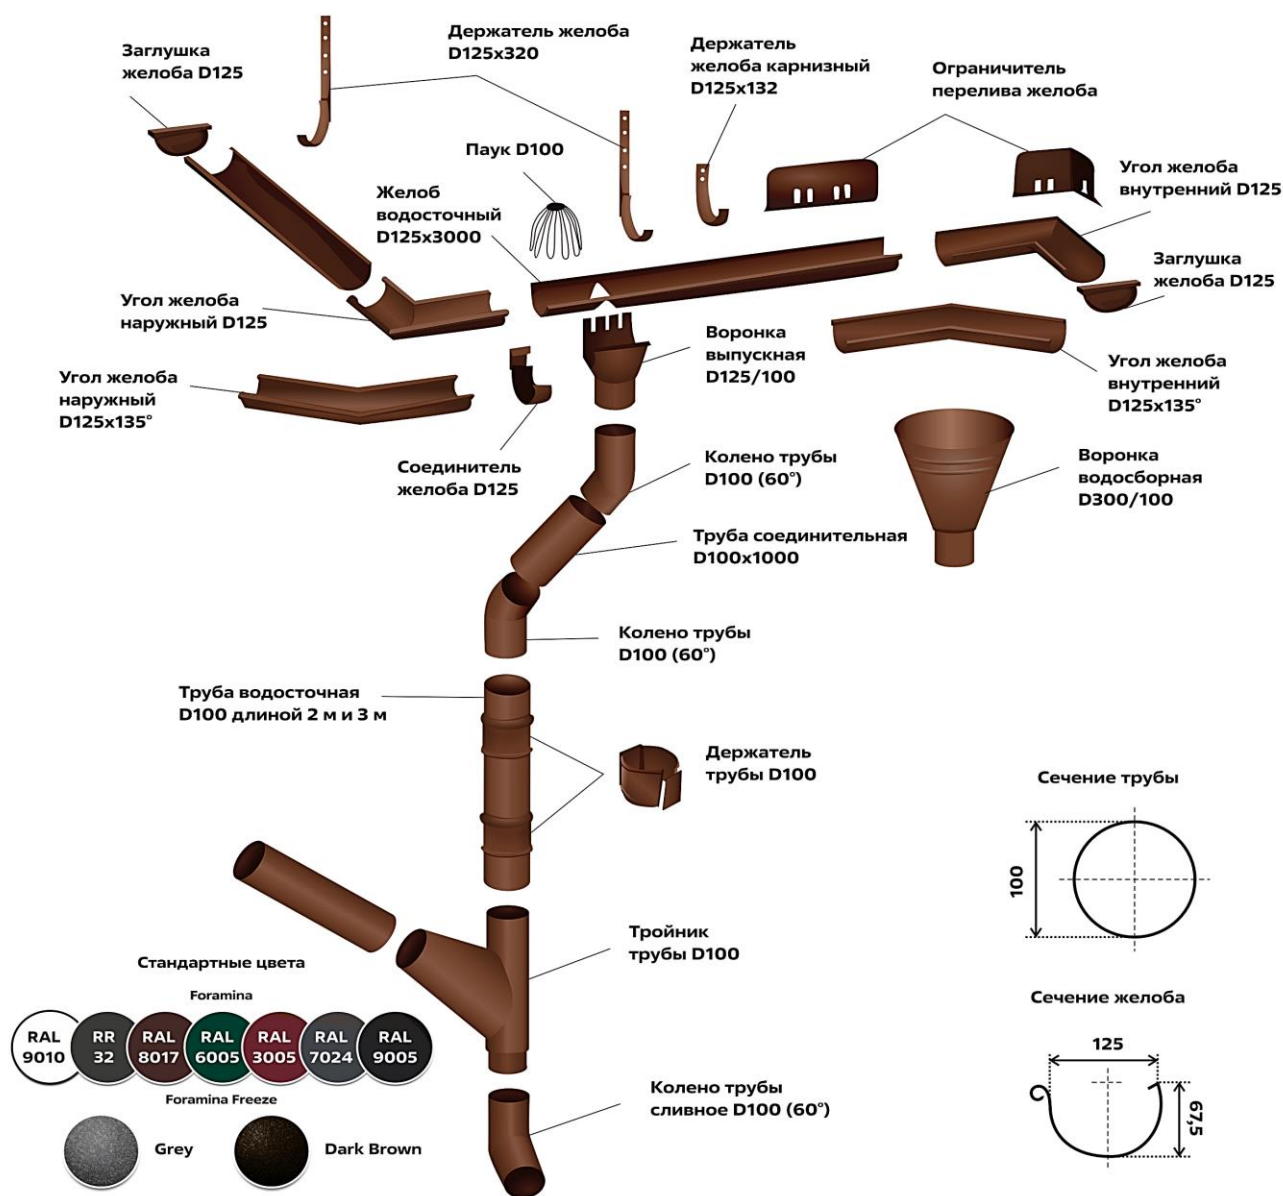 Заглушка
желоба D125
Держатель желоба
D125x320
Держатель
желоба карнизный
D125x132
Ограничитель
перелива желоба
Паук D100
Угол желоба
внутренний D125
Желоб
водосточный
D125x3000
Заглушка
желоба D125
Угол желоба
наружный D125
Воронка
выпускная
D125/100
Угол желоба
внутренний
D125x135°
Угол желоба
наружный
D125x135°
Соединитель
желоба D125
Колено трубы
D100 (60°)
Воронка
водосборная
D300/100
Труба соединительная
D100x1000
Колено трубы
D100 (60°)
Труба водосточная
D100 длиной 2 м и 3 м
Держатель
трубы D100
Сечение трубы
100
Тройник
трубы D100
Стандартные цвета
Foramina
RAL
9010
RR
32
RAL
8017
RAL
6005
RAL
3005
RAL
7024
RAL
9005
Foramina Freeze
Grey
Dark Brown
Сечение желоба
125
67,5
Колено трубы
сливное D100 (60°)